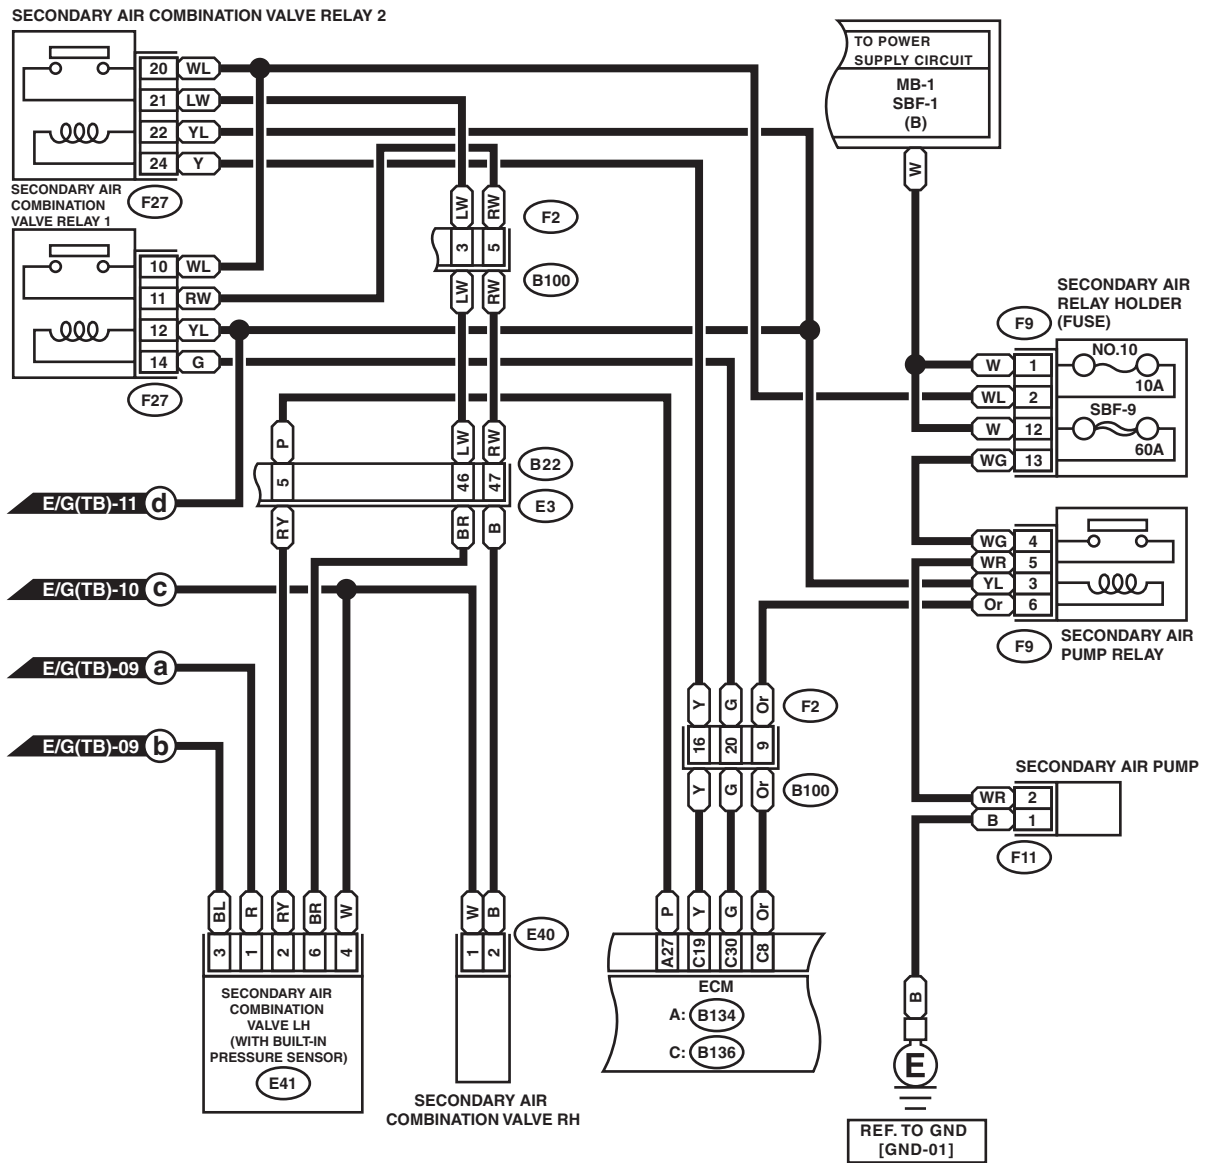 SECONDARY AIR COMBINATION VALVE RELAY 2
20 WL
21 LW
22 YL
24 Y
F27
SECONDARY AIR
COMBINATION
VALVE RELAY 1
10 WL
11 RW
12 YL
14 G
F27
TO POWER
SUPPLY CIRCUIT
MB-1
SBF-1
(B)
W
LW RW
F2
3 5
B100
LW RW
SECONDARY AIR
RELAY HOLDER
(FUSE)
F9
W 1
NO.10
10A
WL 2
W 12
SBF-9
60A
WG 13
P LW RW
B22
5 46 47
E3
RY BR B
E/G(TB)-11 d
E/G(TB)-10 c
E/G(TB)-09 a
E/G(TB)-09 b
WG 4
WR 5
YL 3
Or 6
F9
SECONDARY AIR
PUMP RELAY
Y G Or
F2
16 20 9
B100
Y G Or
SECONDARY AIR PUMP
WR 2
B 1
F11
BL R RY BR W
3 1 2 6 4
SECONDARY AIR
COMBINATION
VALVE LH
(WITH BUILT-IN
PRESSURE SENSOR)
E41
W B
E40
1 2
SECONDARY AIR
COMBINATION VALVE RH
P Y G Or
A27 C19 C30 C8
ECM
A: B134
C: B136
B
E
REF. TO GND
[GND-01]